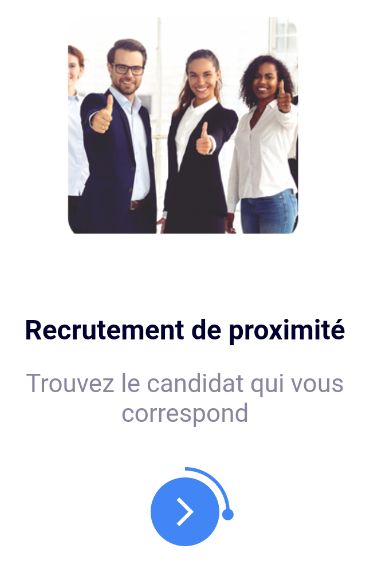 Recrutement de proximité
Trouvez le candidat qui vous
correspond